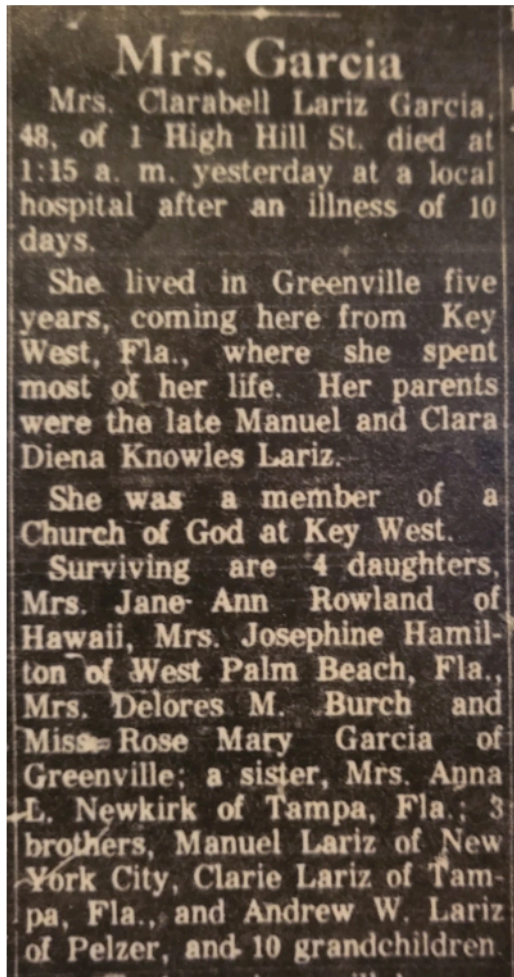 Mrs. Garcia
Mrs. Clarabell Lariz Garcia,
48, of 1 High Hill St. died at
1:15 a. m. yesterday at a local
hospital after an illness of 10
days.
She lived in Greenville five
years, coming here from Key
West, Fla., where she spent
most of her life. Her parents
were the late Manuel and Clara
Diena Knowles Lariz.
She was a member of a
Church of God at Key West.
Surviving are 4 daughters,
Mrs. Jane Ann Rowland of
Hawaii, Mrs. Josephine Hamil-
ton of West Palm Beach, Fla.,
Mrs. Delores M. Burch and
Miss Rose Mary Garcia of
Greenville; a sister, Mrs. Anna
L. Newkirk of Tampa, Fla.; 3
brothers, Manuel Lariz of New
York City, Clarie Lariz of Tam-
pa, Fla., and Andrew W. Lariz
of Pelzer, and 10 grandchildren.